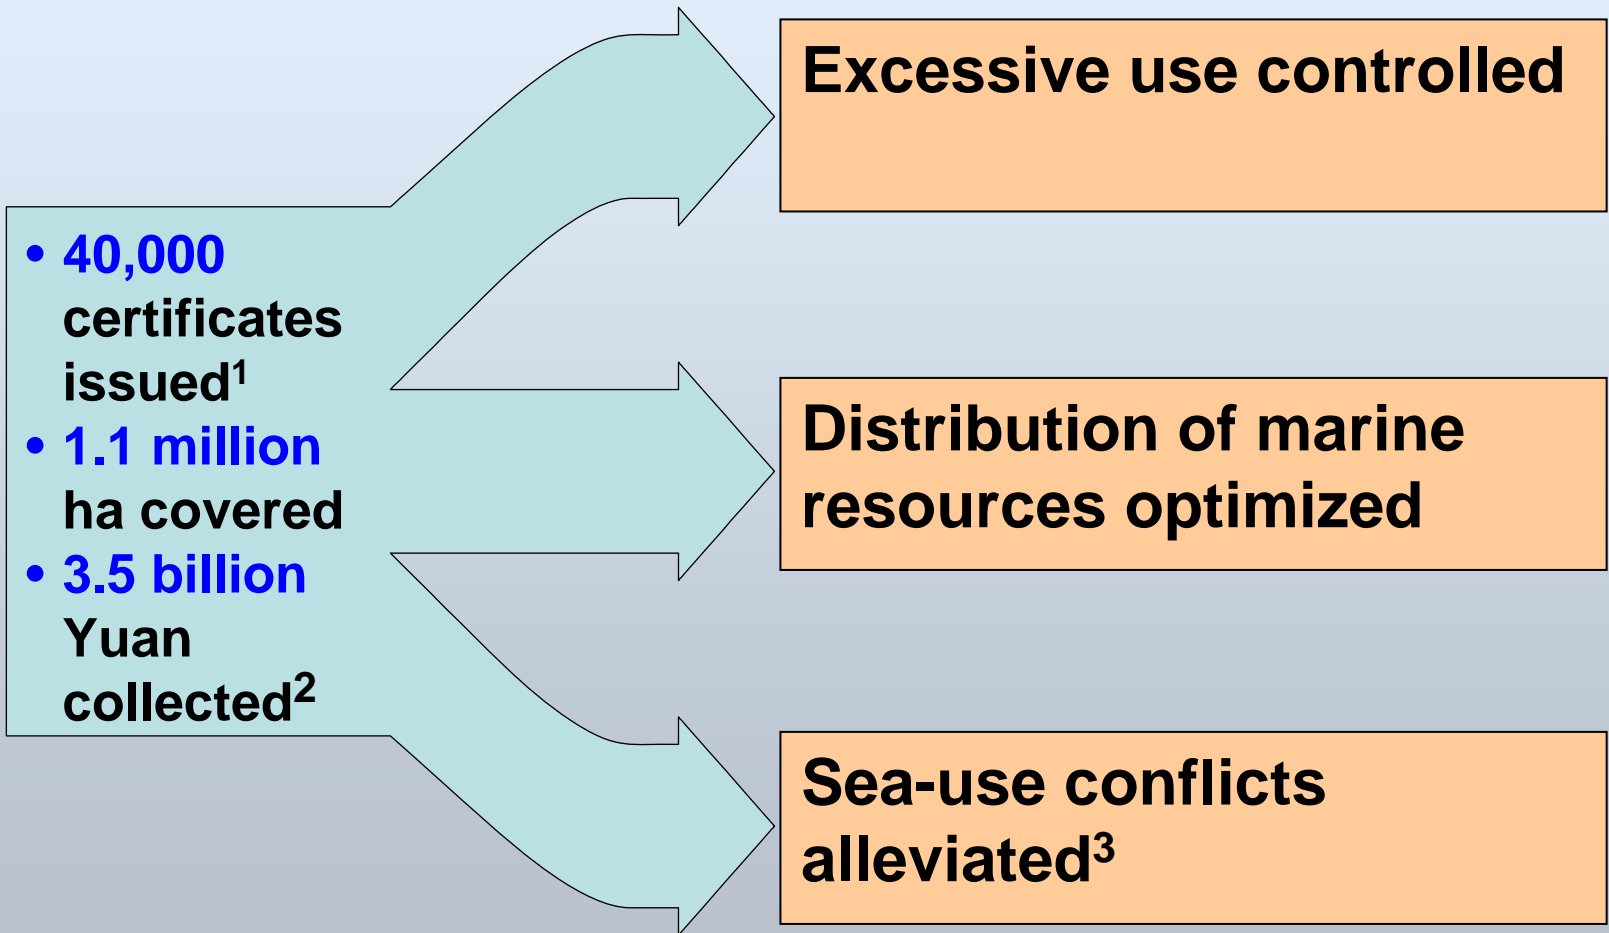 • 40,000
certificates
issued¹
• 1.1 million
ha covered
• 3.5 billion
Yuan
collected²
Excessive use controlled
Distribution of marine
resources optimized
Sea-use conflicts
alleviated³